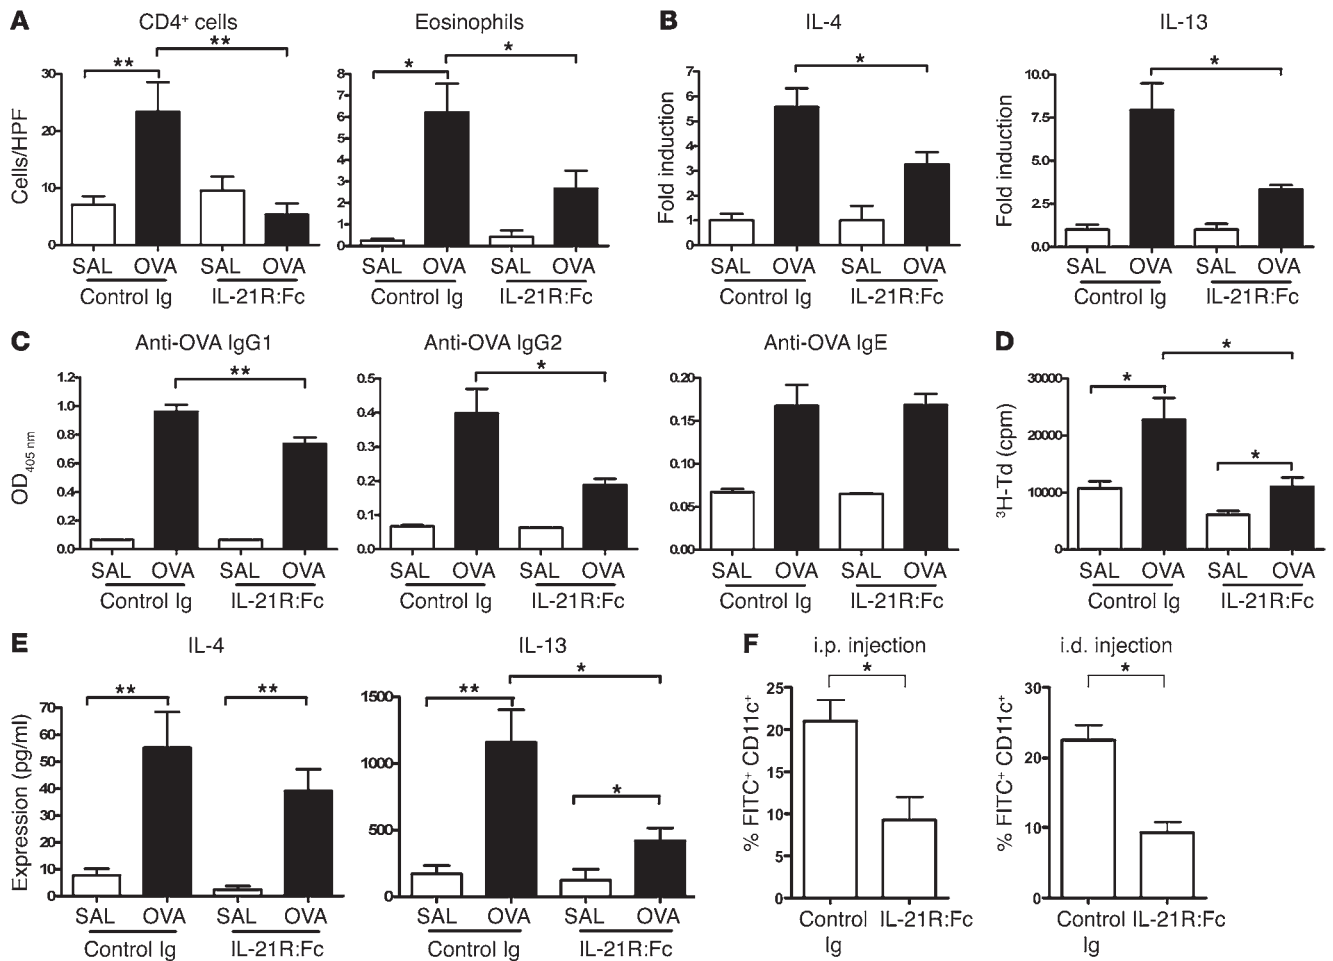 A
CD4⁺ cells
Eosinophils
**
**
*
*
Cells/HPF
30
20
10
0
8
7
6
5
4
3
2
1
0
SAL OVA SAL OVA
Control Ig IL-21R:Fc
SAL OVA SAL OVA
Control Ig IL-21R:Fc
B
IL-4
IL-13
*
*
Fold induction
7
6
5
4
3
2
1
0
Fold induction
10.0
7.5
5.0
2.5
0.0
SAL OVA SAL OVA
Control Ig IL-21R:Fc
SAL OVA SAL OVA
Control Ig IL-21R:Fc
C
Anti-OVA IgG1
Anti-OVA IgG2
Anti-OVA IgE
**
*
OD405 nm
1.2
1.0
0.8
0.6
0.4
0.2
0.0
0.5
0.4
0.3
0.2
0.1
0.0
0.20
0.15
0.10
0.05
0.00
SAL OVA SAL OVA
Control Ig IL-21R:Fc
SAL OVA SAL OVA
Control Ig IL-21R:Fc
SAL OVA SAL OVA
Control Ig IL-21R:Fc
D
*
*
*
³H-Td (cpm)
30000
20000
10000
0
SAL OVA SAL OVA
Control Ig IL-21R:Fc
E
IL-4
IL-13
**
**
**
*
*
Expression (pg/ml)
70
60
50
40
30
20
10
0
1500
1000
500
0
SAL OVA SAL OVA
Control Ig IL-21R:Fc
SAL OVA SAL OVA
Control Ig IL-21R:Fc
F
i.p. injection
i.d. injection
*
*
% FITC⁺ CD11c⁺
25
20
15
10
5
0
% FITC⁺ CD11c⁺
30
20
10
0
Control IL-21R:Fc
Ig
Control IL-21R:Fc
Ig